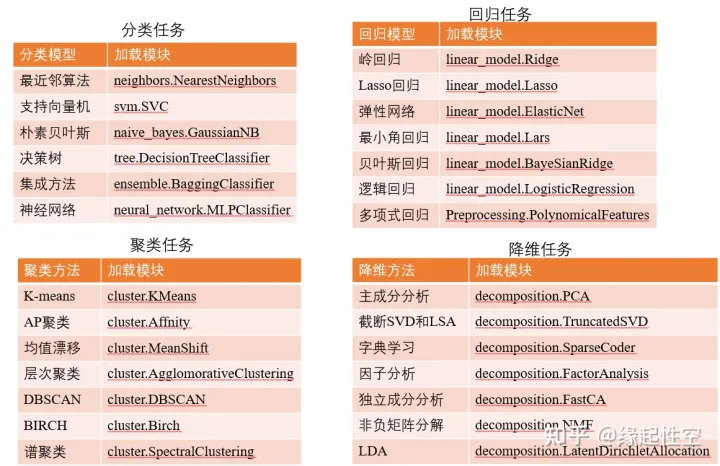 分类任务
分类模型 加载模块
最近邻算法 neighbors.NearestNeighbors
支持向量机 svm.SVC
朴素贝叶斯 naive_bayes.GaussianNB
决策树 tree.DecisionTreeClassifier
集成方法 ensemble.BaggingClassifier
神经网络 neural_network.MLPClassifier
回归任务
回归模型 加载模块
岭回归 linear_model.Ridge
Lasso回归 linear_model.Lasso
弹性网络 linear_model.ElasticNet
最小角回归 linear_model.Lars
贝叶斯回归 linear_model.BayeSianRidge
逻辑回归 linear_model.LogisticRegression
多项式回归 Preprocessing.PolynomicalFeatures
聚类任务
聚类方法 加载模块
K-means cluster.KMeans
AP聚类 cluster.Affnity
均值漂移 cluster.MeanShift
层次聚类 cluster.AgglomorativeClustering
DBSCAN cluster.DBSCAN
BIRCH cluster.Birch
谱聚类 cluster.SpectralClustering
降维任务
降维方法 加载模块
主成分分析 decomposition.PCA
截断SVD和LSA decomposition.TruncatedSVD
字典学习 decomposition.SparseCoder
因子分析 decomposition.FactorAnalysis
独立成分分析 decomposition.FastCA
非负矩阵分解 decomposition.NMF
LDA decomposition.LatentDirichletAllocation
知乎 @缘起性空